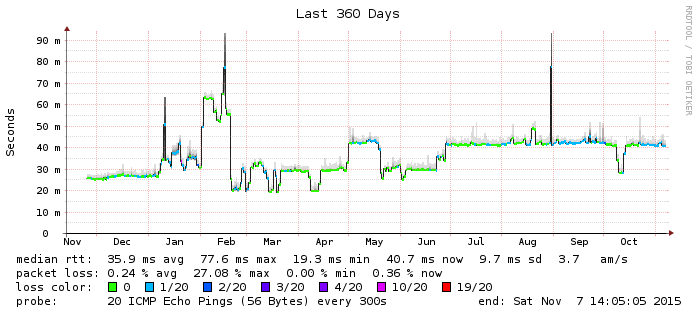 Last 360 Days
RRDTOOL / TOBI OETIKER
Seconds
90 m
80 m
70 m
60 m
50 m
40 m
30 m
20 m
10 m
0
Nov Dec Jan Feb Mar Apr May Jun Jul Aug Sep Oct
median rtt: 35.9 ms avg 77.6 ms max 19.3 ms min 40.7 ms now 9.7 ms sd 3.7 am/s
packet loss: 0.24 % avg 27.08 % max 0.00 % min 0.36 % now
loss color: 0 1/20 2/20 3/20 4/20 10/20 19/20
probe: 20 ICMP Echo Pings (56 Bytes) every 300s end: Sat Nov 7 14:05:05 2015